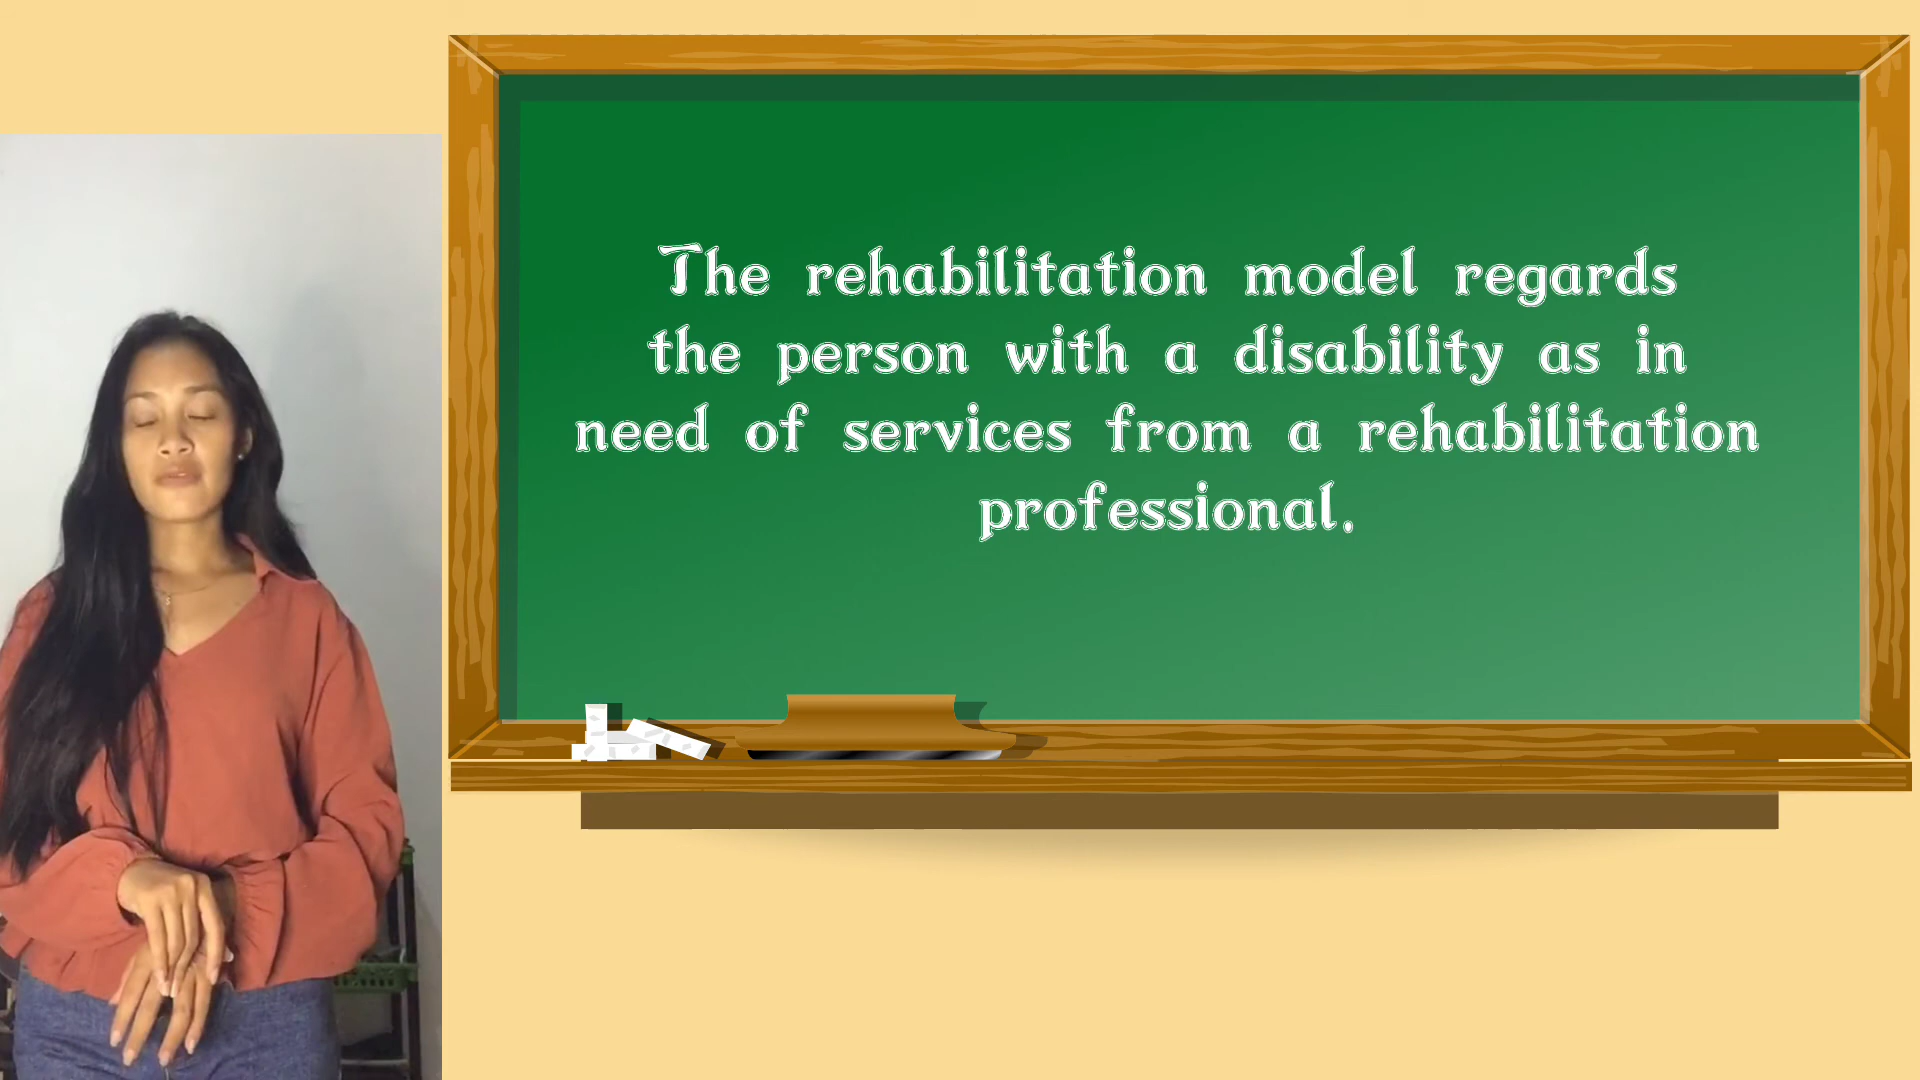 The rehabilitation model regards
the person with a disability as in
need of services from a rehabilitation
professional.